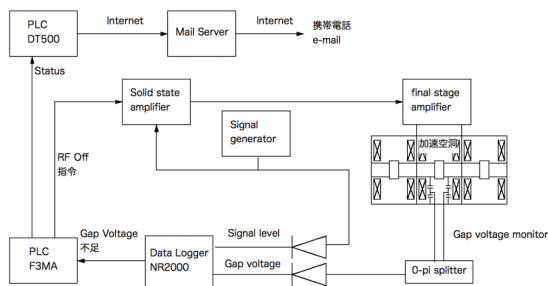 PLC
DT500
Internet
Mail Server
Internet
携帯電話
e-mail
Status
Solid state
amplifier
final stage
amplifier
Signal
generator
加速空洞
RF Off
指令
Gap Voltage
不足
Signal level
Gap voltage monitor
PLC
F3MA
Data Logger
NR2000
Gap voltage
0-pi splitter